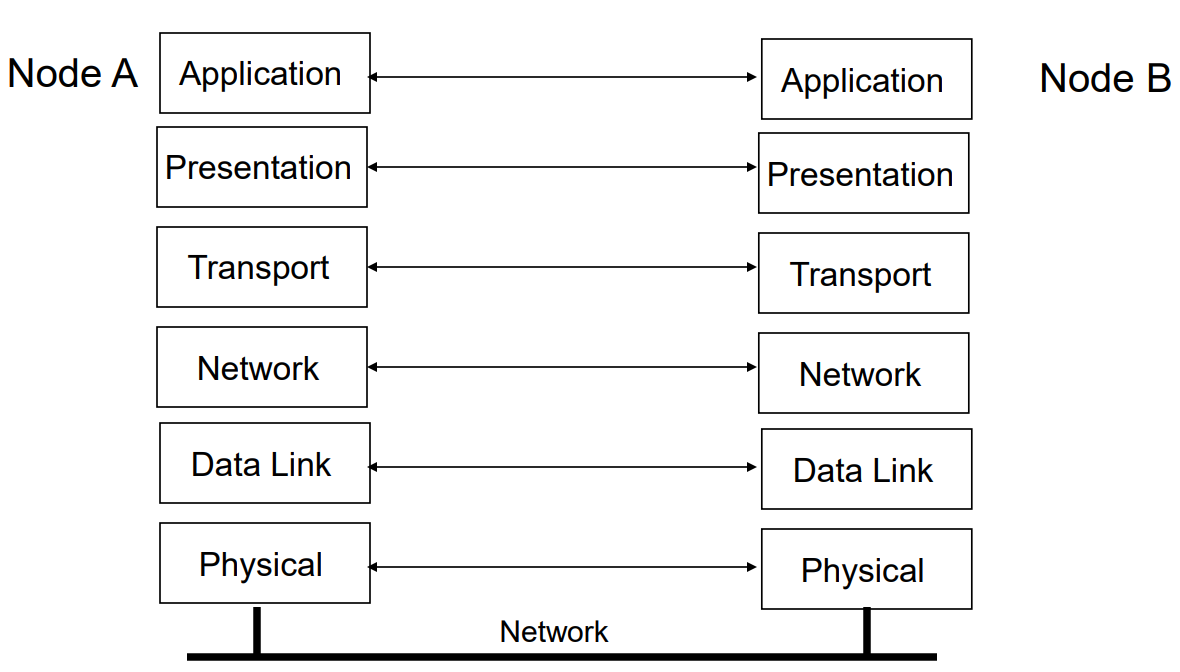 Node A
Application
Application
Node B
Presentation
Presentation
Transport
Transport
Network
Network
Data Link
Data Link
Physical
Physical
Network